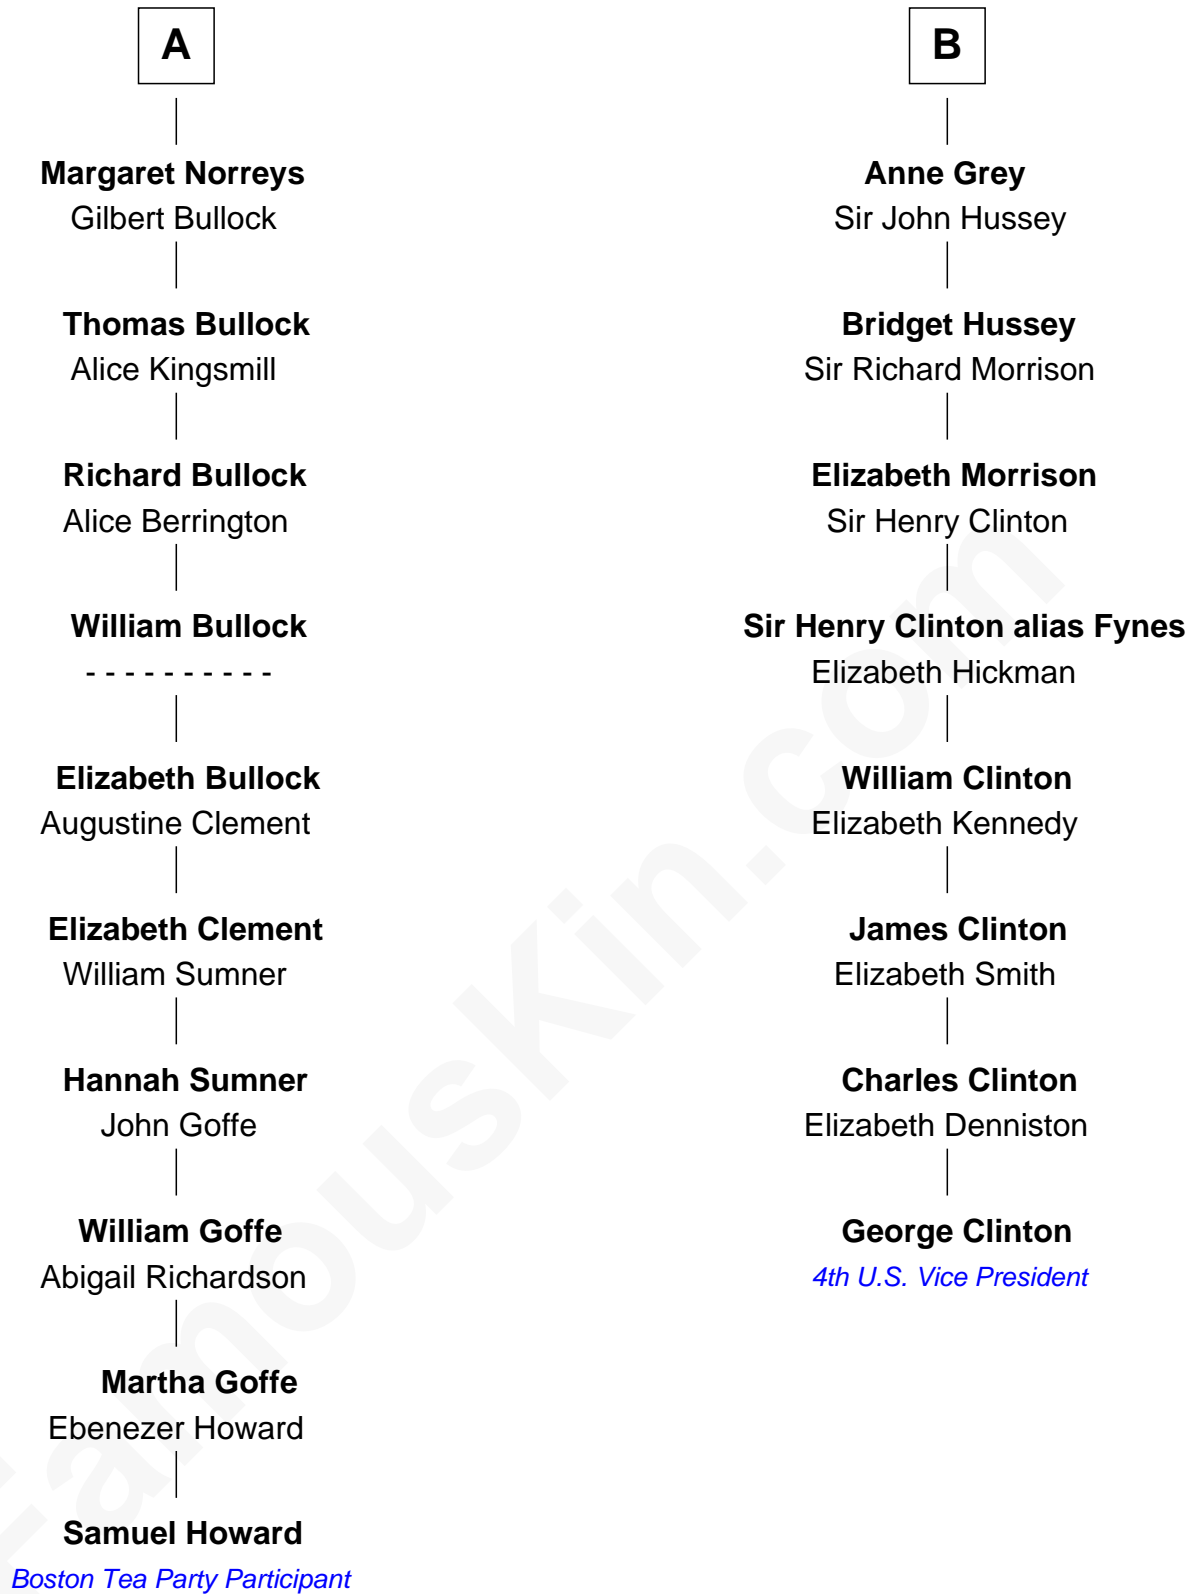 A
Margaret Norreys
Gilbert Bullock
Thomas Bullock
Alice Kingsmill
Richard Bullock
Alice Berrington
William Bullock
- - - - - - - - - -
Elizabeth Bullock
Augustine Clement
Elizabeth Clement
William Sumner
Hannah Sumner
John Goffe
William Goffe
Abigail Richardson
Martha Goffe
Ebenezer Howard
Samuel Howard
Boston Tea Party Participant
B
Anne Grey
Sir John Hussey
Bridget Hussey
Sir Richard Morrison
Elizabeth Morrison
Sir Henry Clinton
Sir Henry Clinton alias Fynes
Elizabeth Hickman
William Clinton
Elizabeth Kennedy
James Clinton
Elizabeth Smith
Charles Clinton
Elizabeth Denniston
George Clinton
4th U.S. Vice President
FamousKin.com